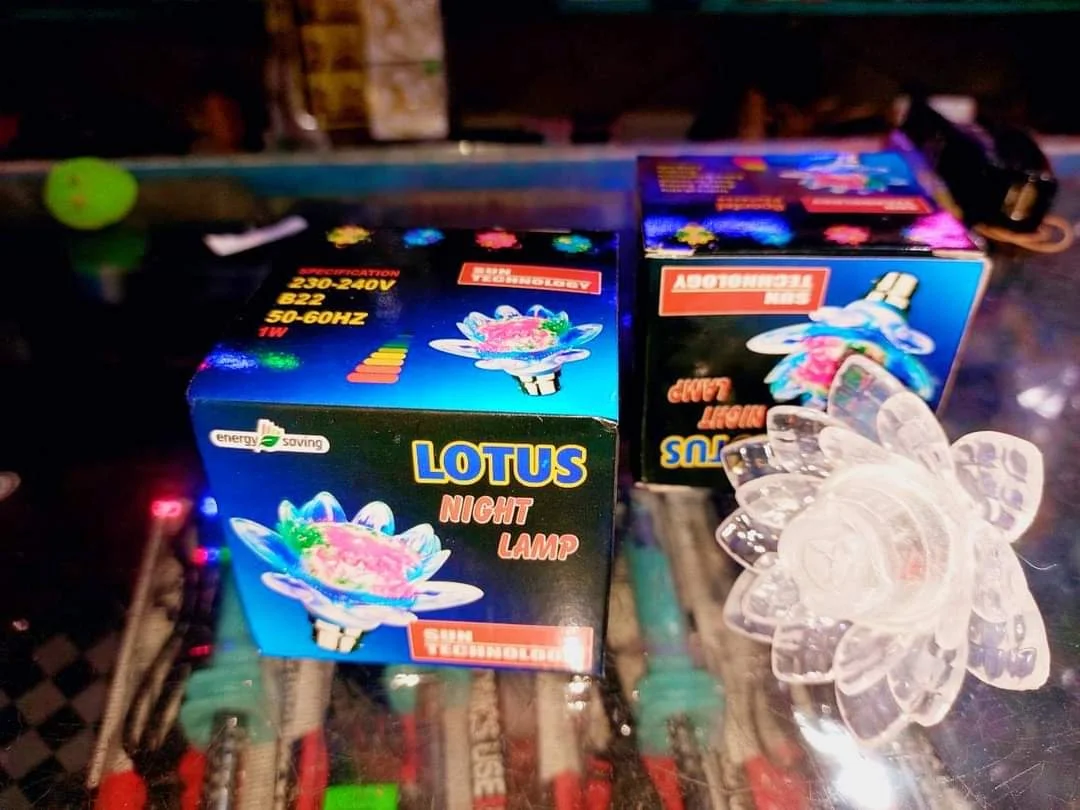 SPECIFICATION
230-240V
B22
50-60HZ
1W
SUN
TECHNOLOGY
energy saving
LOTUS
NIGHT
LAMP
SUN
TECHNOLOGY
SUN
TECHNOLOGY
LOTUS
NIGHT
LAMP